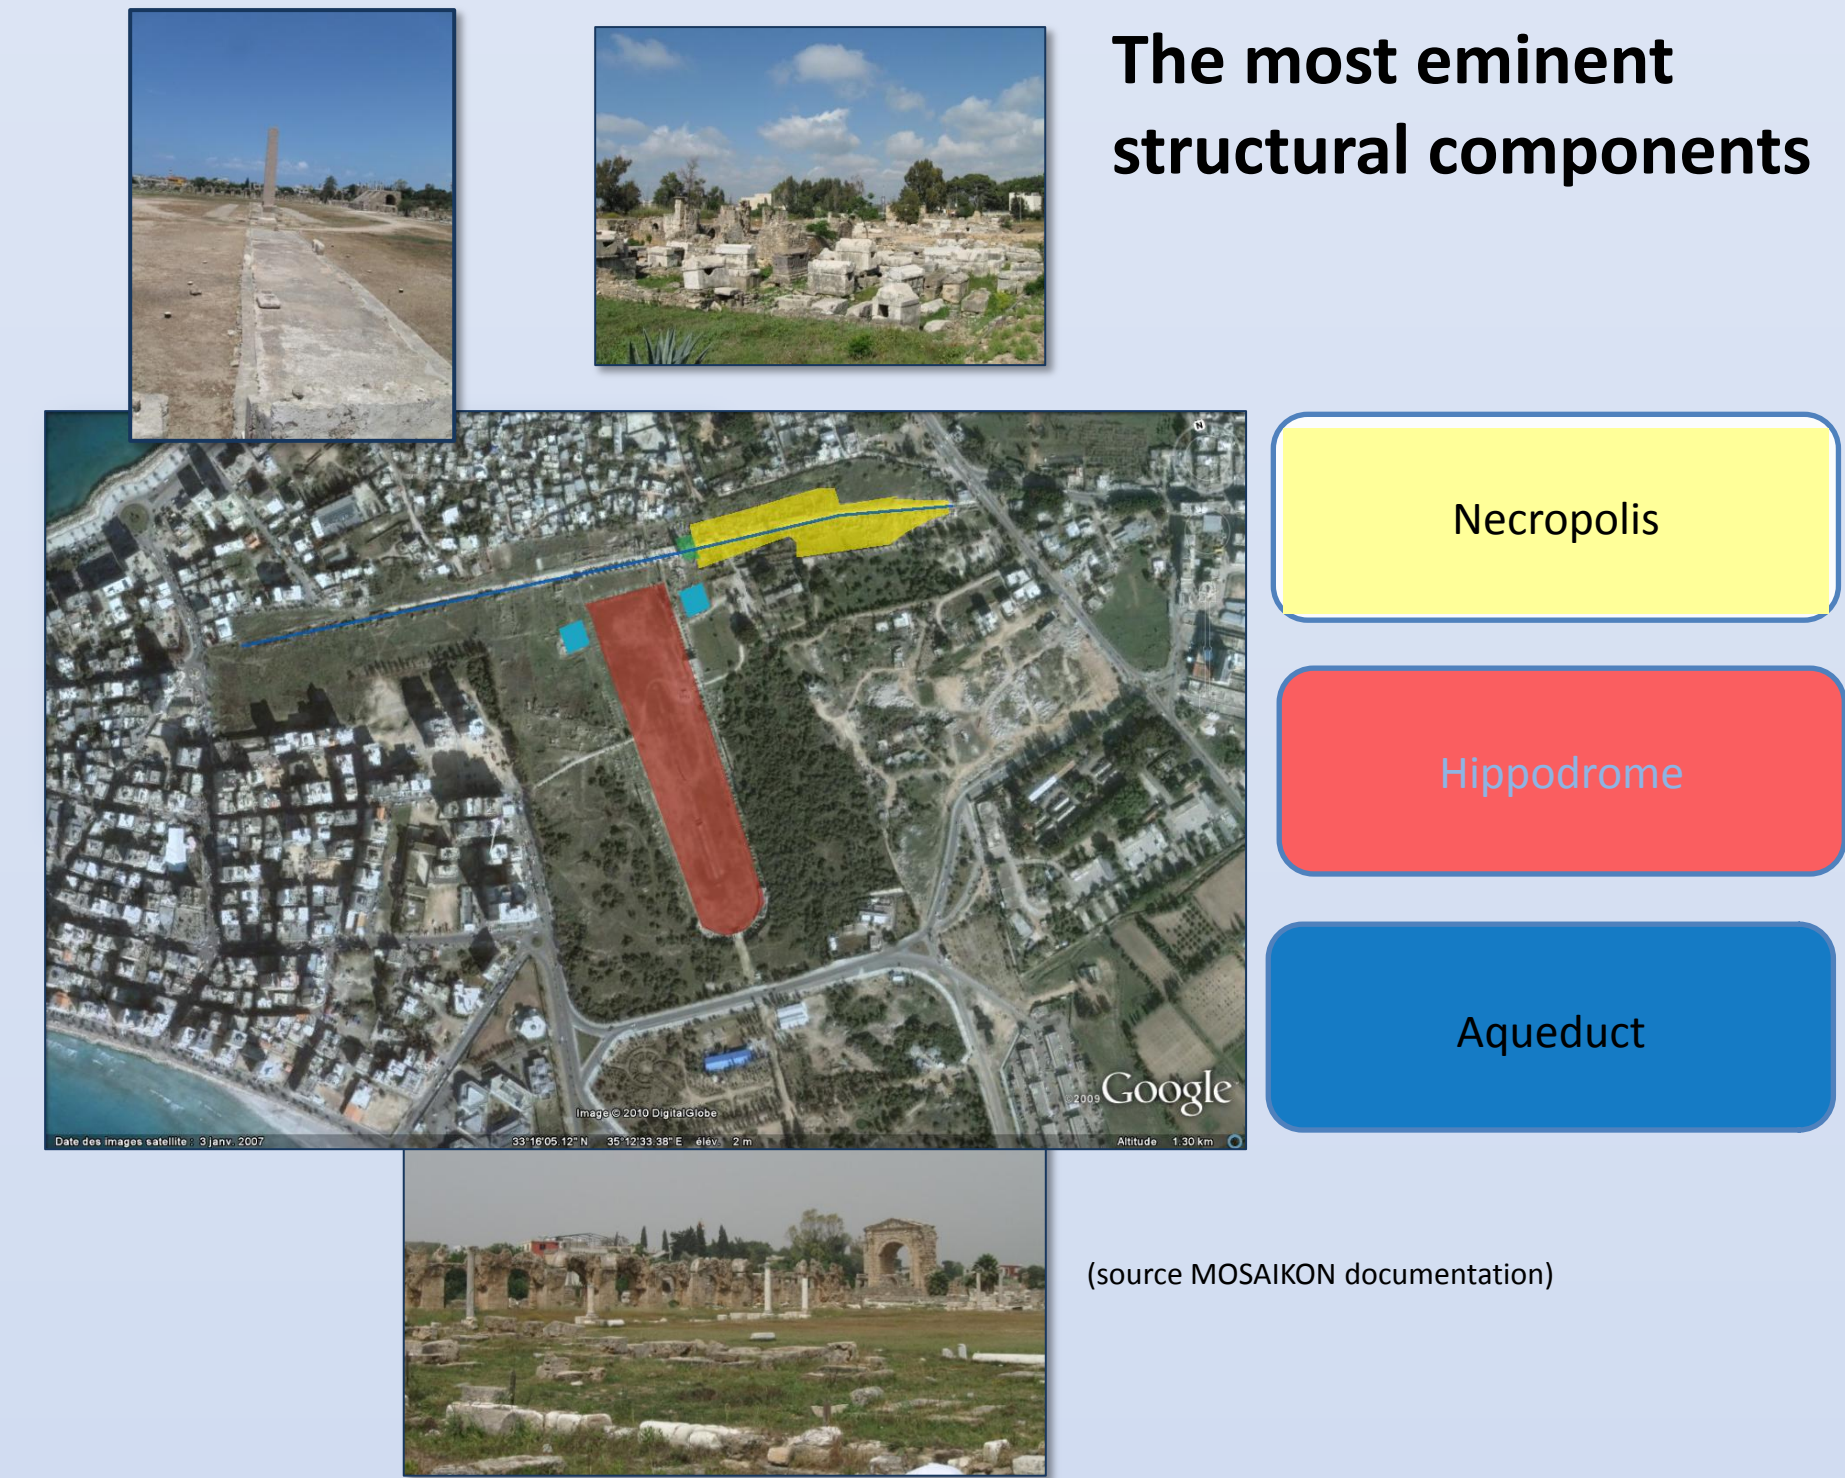 The most eminent
structural components
N
Necropolis
Hippodrome
Aqueduct
©2009 Google
Image © 2010 DigitalGlobe
Date des images satellite : 3 janv. 2007 33°16'05.12" N 35°12'33.38" E élév. 2 m Altitude 1.30 km
(source MOSAIKON documentation)